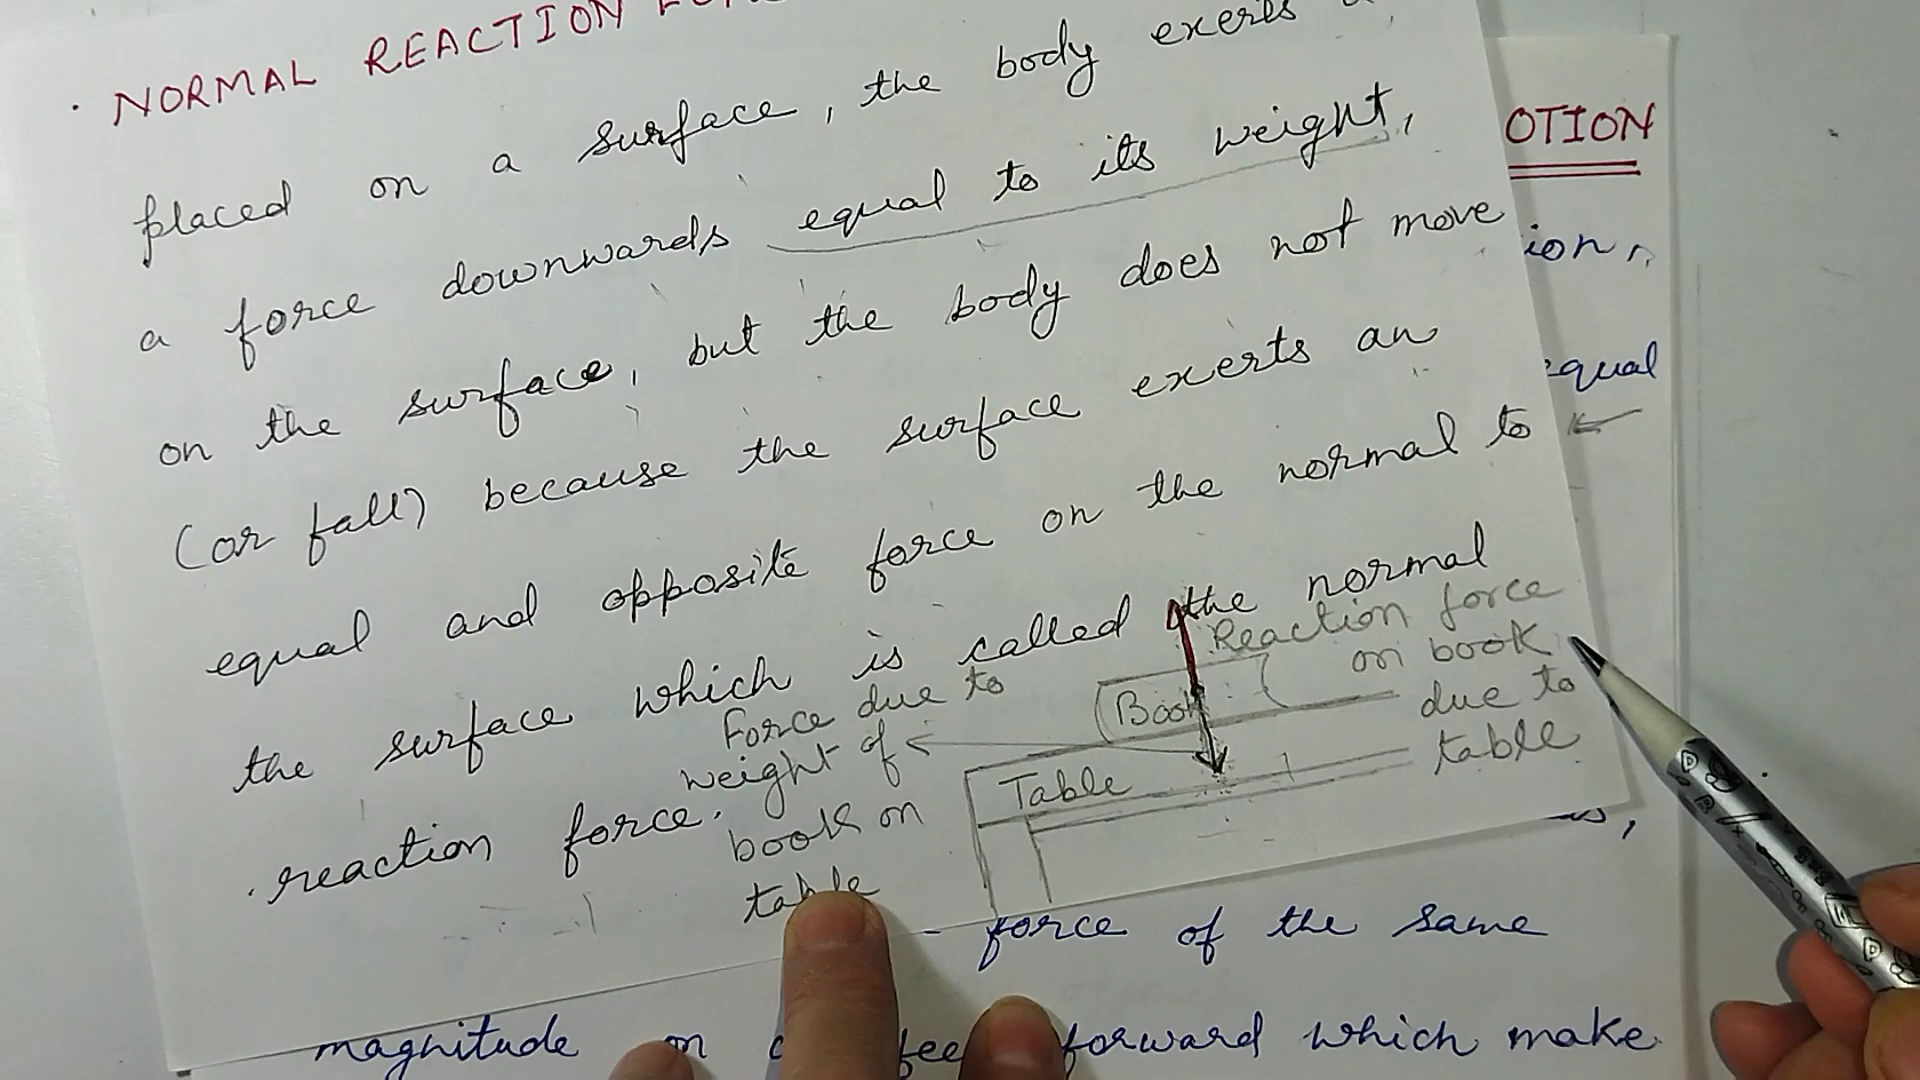 . NORMAL REACTION
placed on a surface, the body exerts
a force downwards equal to its weight,
on the surface, but the body does not move
(or fall) because the surface exerts an
equal and opposite force on the normal to
the surface which is called the normal
reaction force.
Force due to
weight of
book on
table
Book
Table
Reaction force
on book
due to
table
OTION
ion,
equal
force of the same
magnitude on forward which make